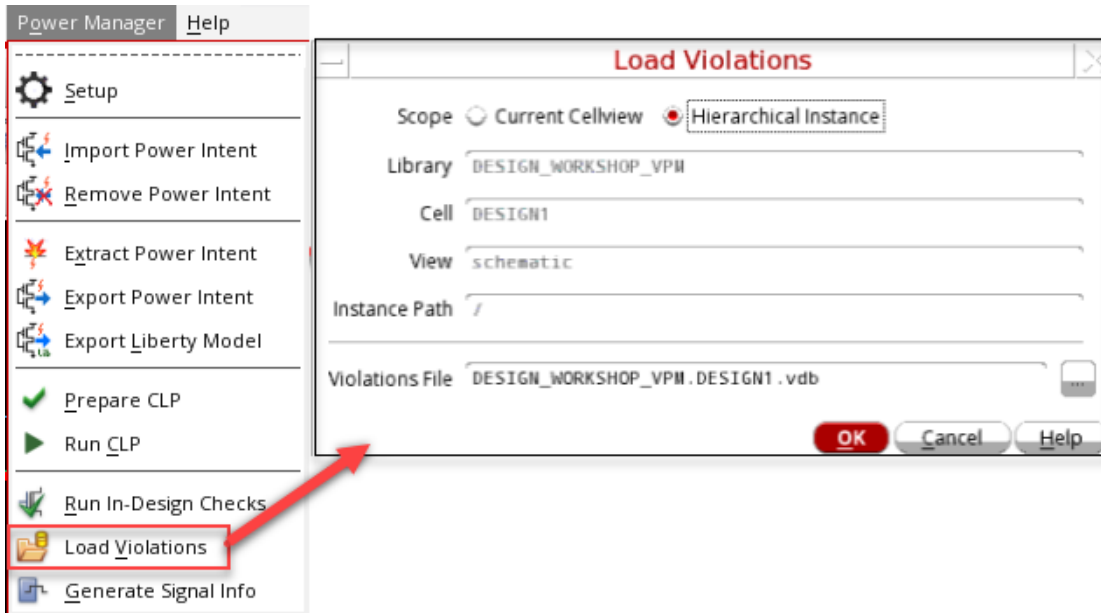 Power Manager Help
Setup
Import Power Intent
Remove Power Intent
Extract Power Intent
Export Power Intent
Export Liberty Model
Prepare CLP
Run CLP
Run In-Design Checks
Load Violations
Generate Signal Info
Load Violations
Scope Current Cellview Hierarchical Instance
Library DESIGN_WORKSHOP_VPM
Cell DESIGN1
View schematic
Instance Path /
Violations File DESIGN_WORKSHOP_VPM.DESIGN1.vdb ...
OK Cancel Help